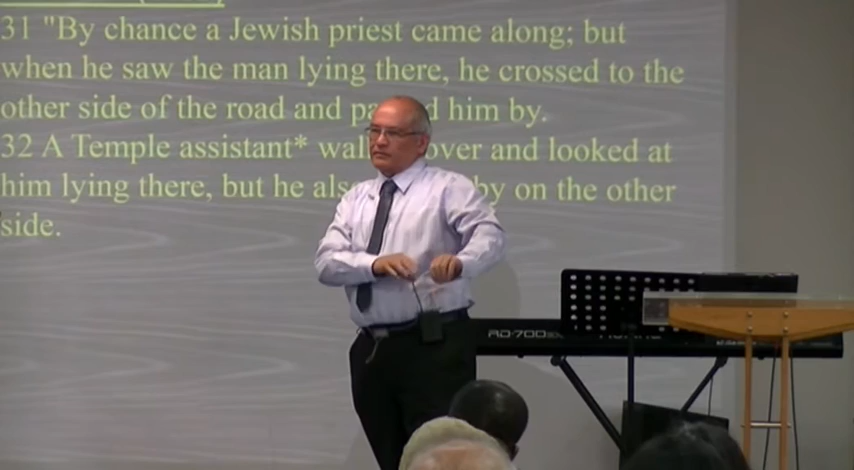 31 "By chance a Jewish priest came along; but
when he saw the man lying there, he crossed to the
other side of the road and him by.
32 A Temple assistant* over and looked at
him lying there, but he by on the other
side.
RD-700